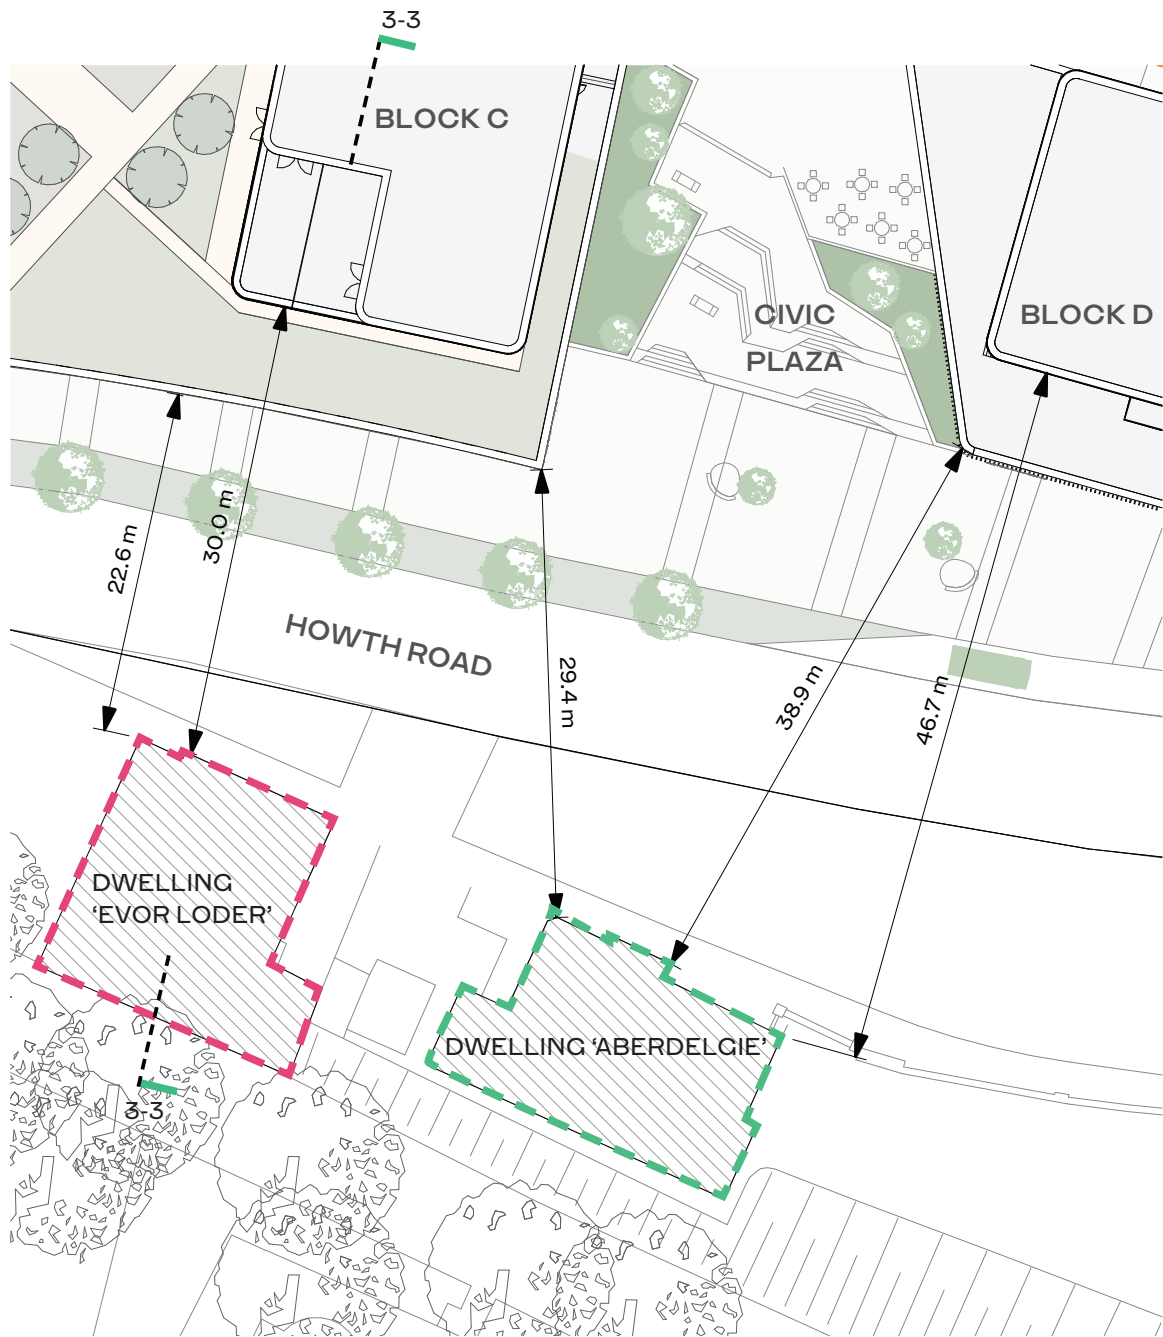 3-3
BLOCK C
CIVIC
PLAZA
BLOCK D
22.6 m
30.0 m
HOWTH ROAD
29.4 m
38.9 m
46.7 m
DWELLING
‘EVOR LODER’
DWELLING ‘ABERDELGIE’
3-3